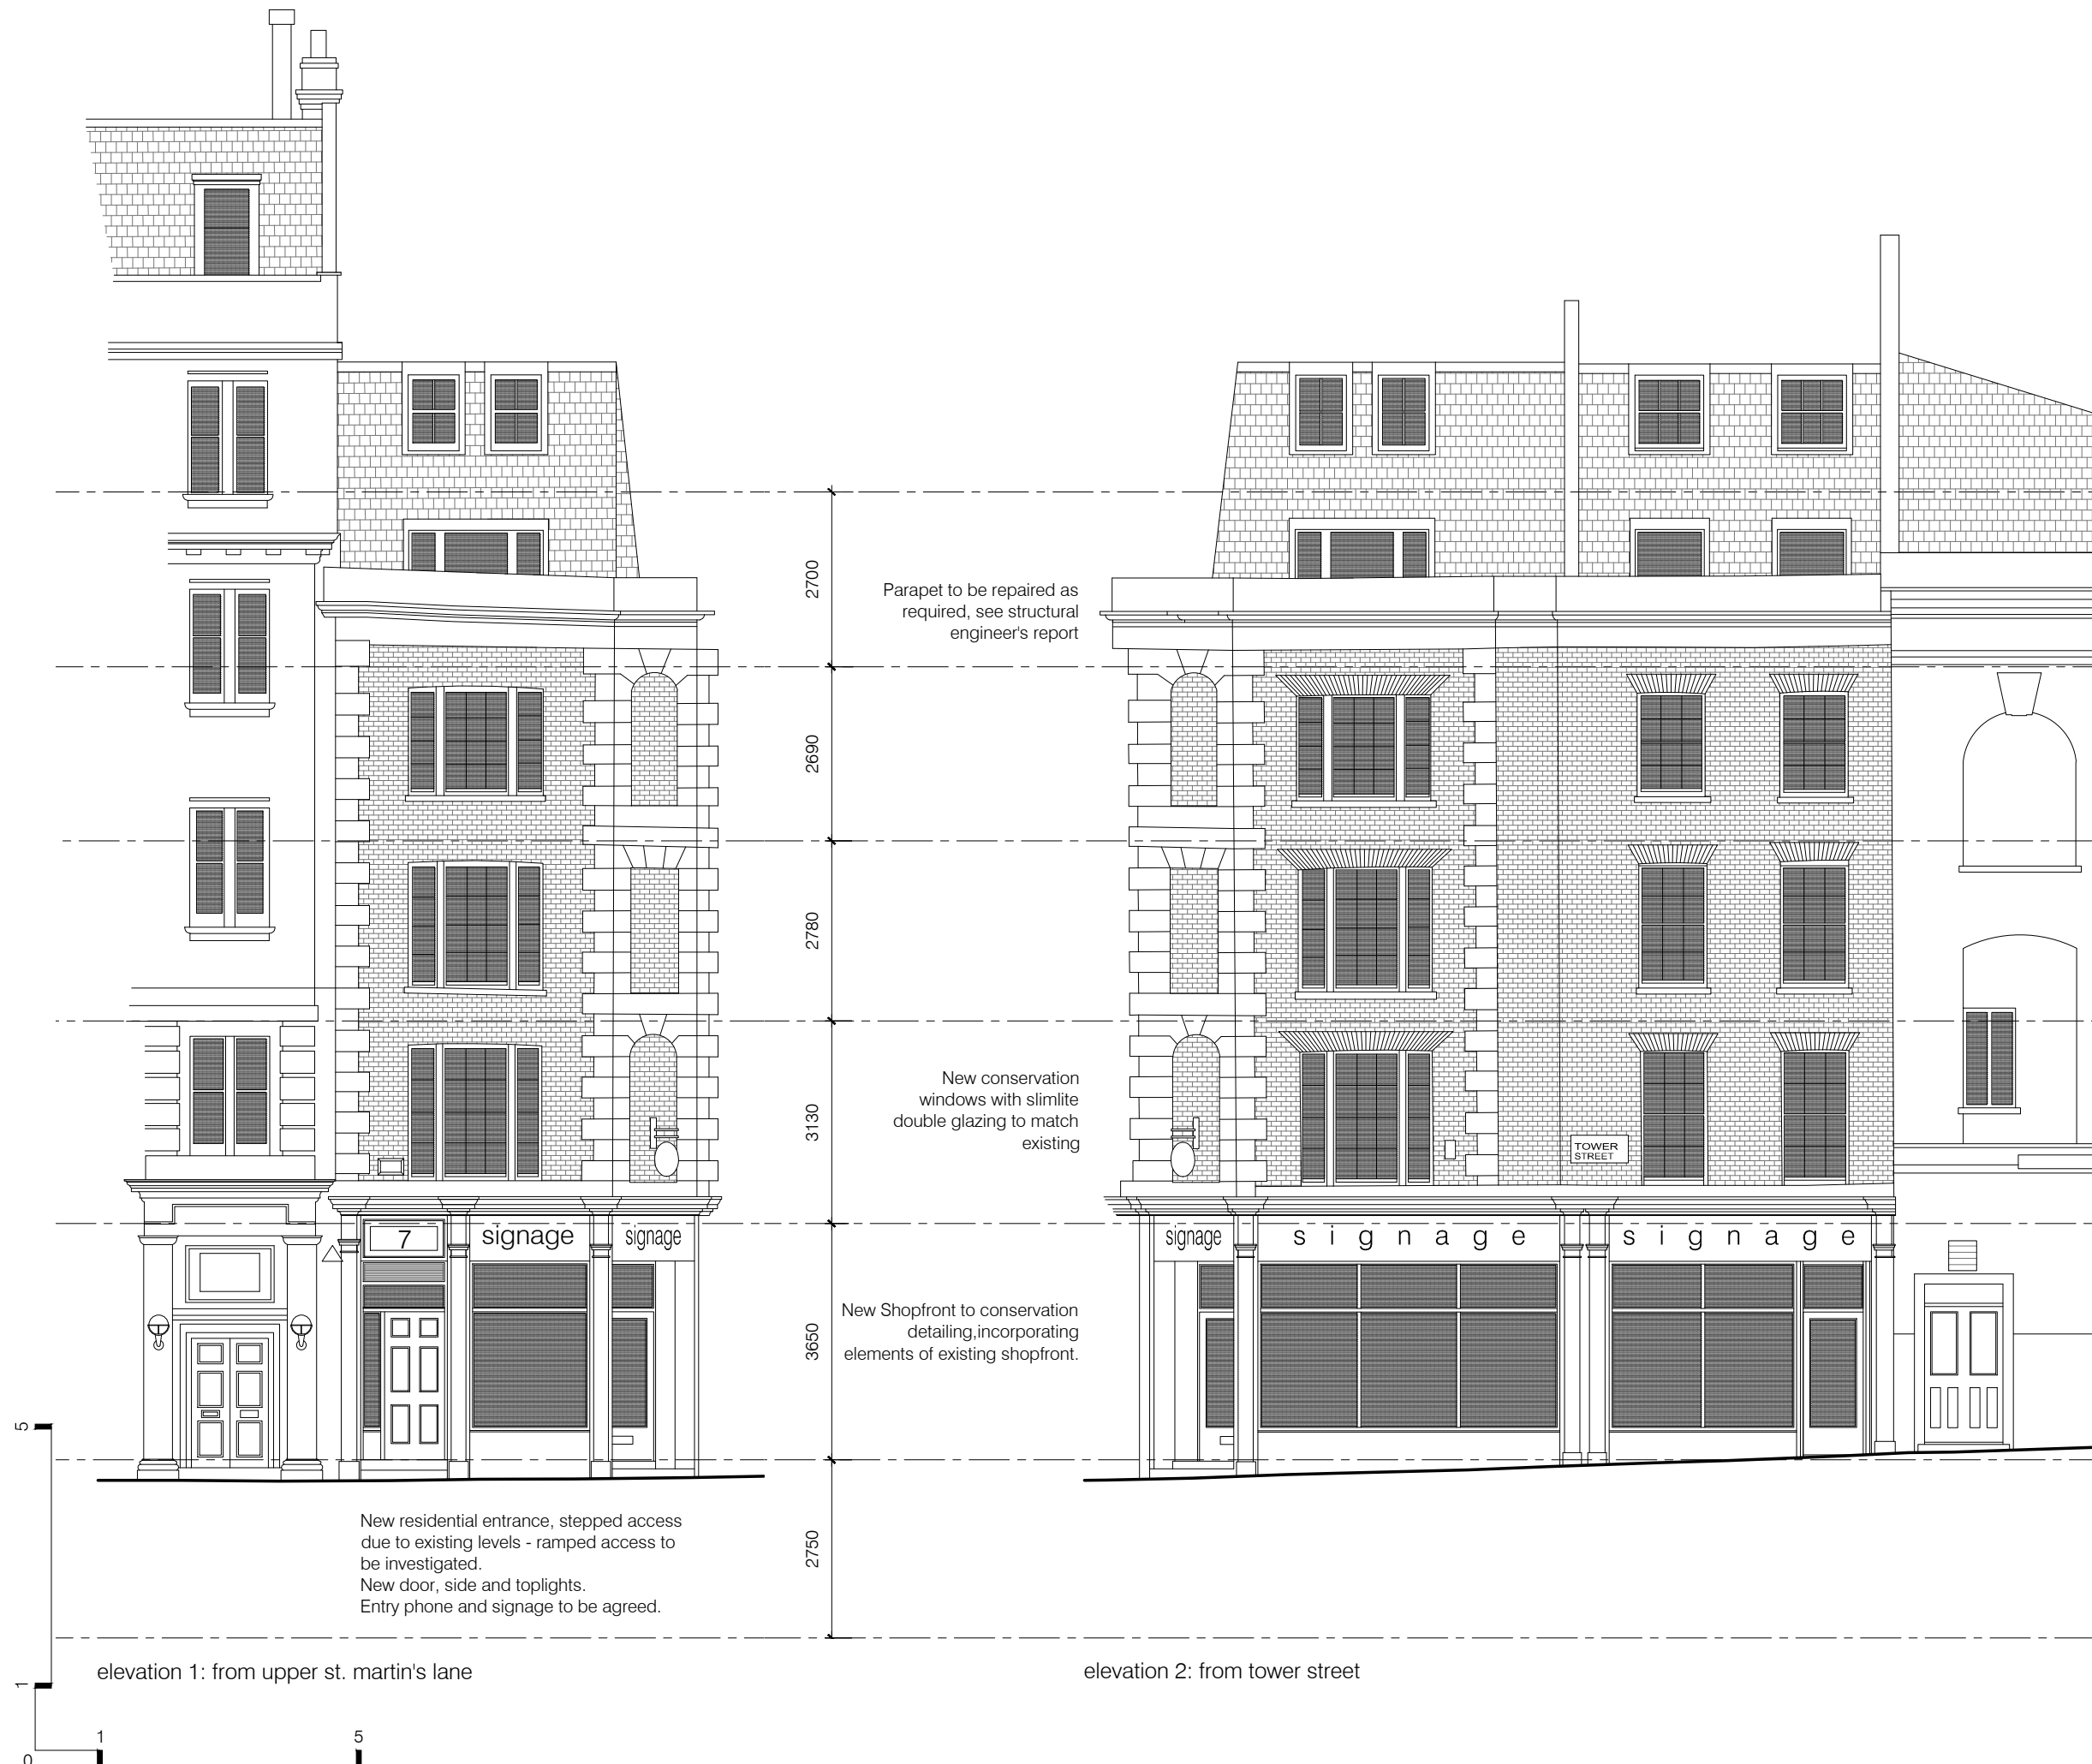 2700
Parapet to be repaired as
required, see structural
engineer's report
2690
2780
New conservation
windows with slimlite
double glazing to match
existing
3130
TOWER
STREET
7
signage
signage
signage
signage
signage
New Shopfront to conservation
detailing,incorporating
elements of existing shopfront.
3650
5
New residential entrance, stepped access
due to existing levels - ramped access to
be investigated.
New door, side and toplights.
Entry phone and signage to be agreed.
2750
elevation 1: from upper st. martin's lane
elevation 2: from tower street
1
1
5
0